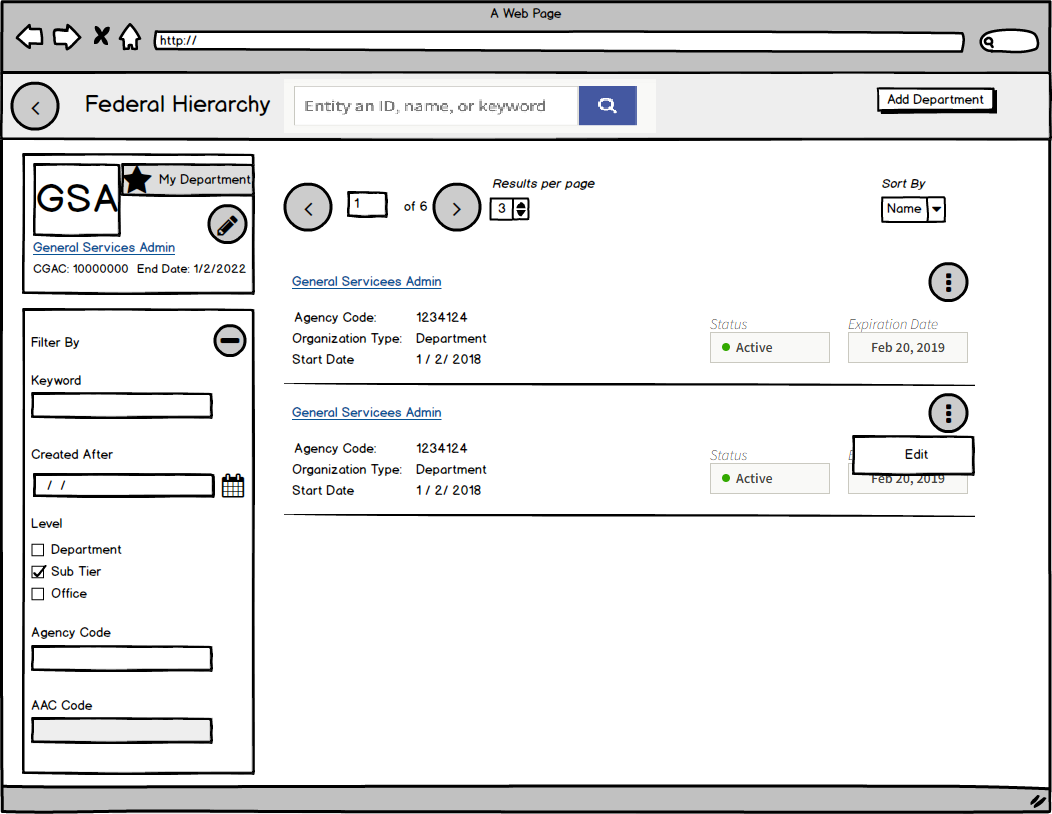 A Web Page
http://
Federal Hierarchy
Entity an ID, name, or keyword
Add Department
GSA
My Department
General Services Admin
CGAC: 10000000 End Date: 1/2/2022
Filter By
Keyword
Created After
/ /
Level
Department
Sub Tier
Office
Agency Code
AAC Code
1
of 6
Results per page
3
Sort By
Name
General Servicees Admin
Agency Code: 1234124
Organization Type: Department
Start Date 1 / 2 / 2018
Status
Active
Expiration Date
Feb 20, 2019
General Servicees Admin
Agency Code: 1234124
Organization Type: Department
Start Date 1 / 2 / 2018
Status
Active
Edit
Feb 20, 2019